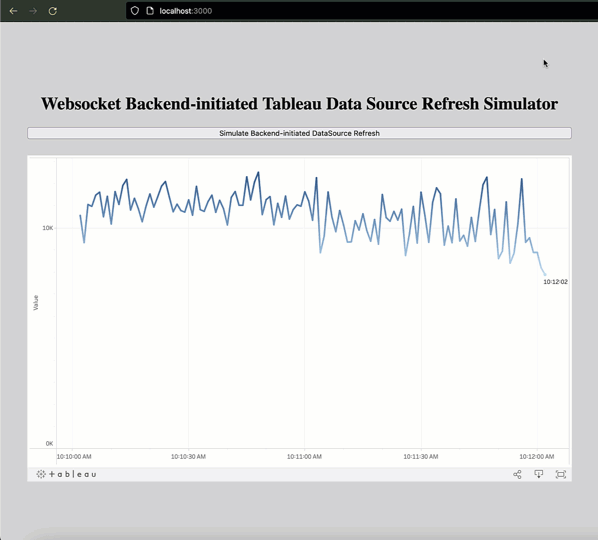 localhost:3000
Websocket Backend-initiated Tableau Data Source Refresh Simulator
Simulate Backend-initiated DataSource Refresh
10K
Value
10:12:02
0K
10:10:00 AM 10:10:30 AM 10:11:00 AM 10:11:30 AM 10:12:00 AM
+ableau